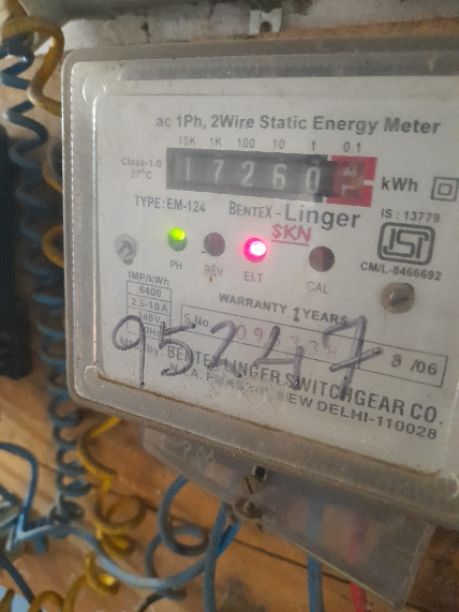 ac 1Ph, 2Wire Static Energy Meter
10K 1K 100 10 1 0.1
Class-1.0
27°C
17260
kWh
TYPE:EM-124 BENTEX-Linger
IS : 13779
SKN
ISI
PH REV ELT CAL
CM/L-8466692
IMP/kWh
6400
2.5-10A
240V
WARRANTY 1 YEARS
S.No.
8 /06
95247
BENTEX LINGER SWITCHGEAR CO.
NEW DELHI-110028